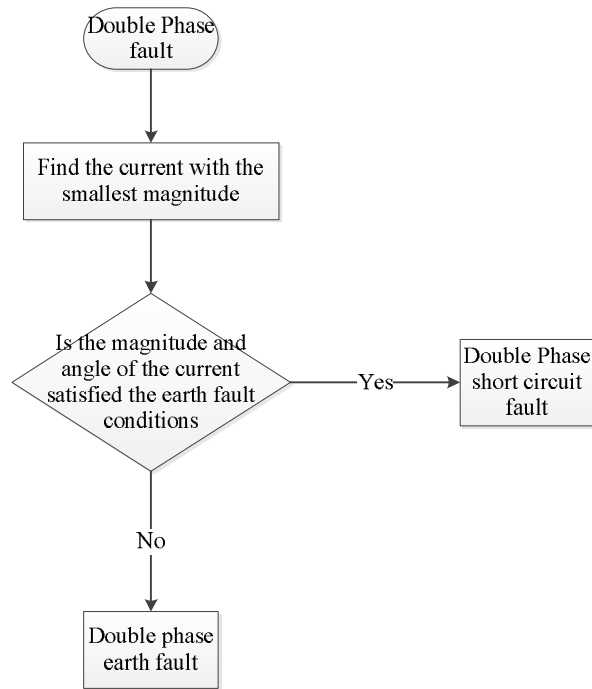 Double Phase
fault
Find the current with the
smallest magnitude
Is the magnitude and
angle of the current
satisfied the earth fault
conditions
Yes
Double Phase
short circuit
fault
No
Double phase
earth fault